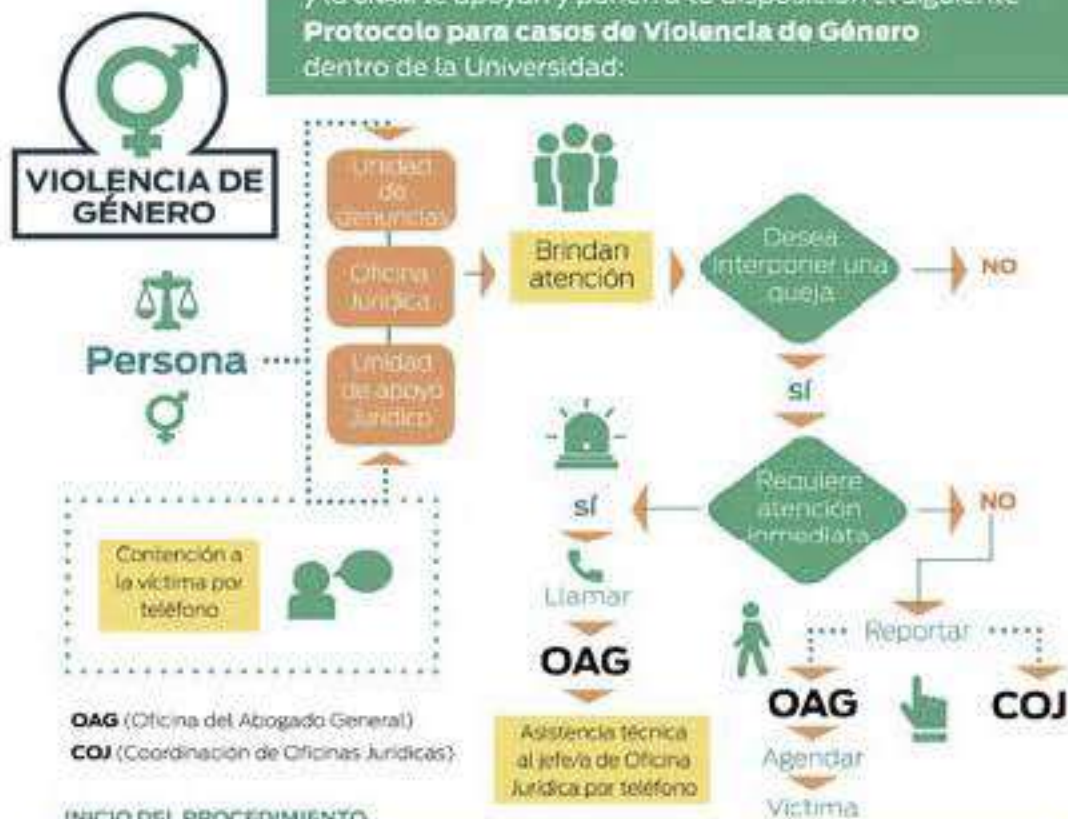 Protocolo para casos de Violencia de Género
dentro de la Universidad:
VIOLENCIA DE
GÉNERO
Persona
Unidad
de
denuncias
Oficina
Jurídica
Unidad
de apoyo
Jurídico
Brindan
atención
Desea
Interponer una
queja
NO
SÍ
Requiere
atención
inmediata
NO
SÍ
Llamar
OAG
Asistencia técnica
al jefe/a de Oficina
Jurídica por teléfono
Reportar
OAG
COJ
Agendar
Víctima
Contención a
la víctima por
teléfono
OAG (Oficina del Abogado General)
COJ (Coordinación de Oficinas Jurídicas)
INICIO DEL PROCEDIMIENTO